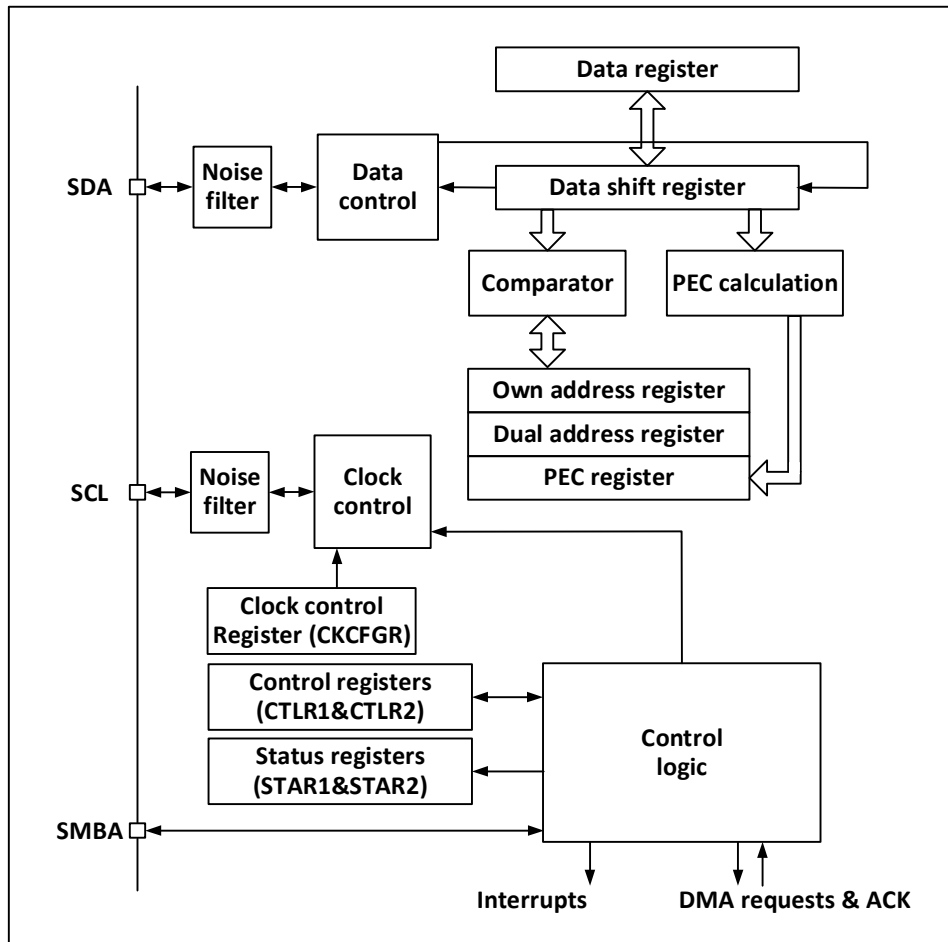 Data register
SDA
Noise
filter
Data
control
Data shift register
Comparator
PEC calculation
Own address register
Dual address register
PEC register
SCL
Noise
filter
Clock
control
Clock control
Register (CKCFGR)
Control registers
(CTLR1&CTLR2)
Status registers
(STAR1&STAR2)
Control
logic
SMBA
Interrupts
DMA requests & ACK